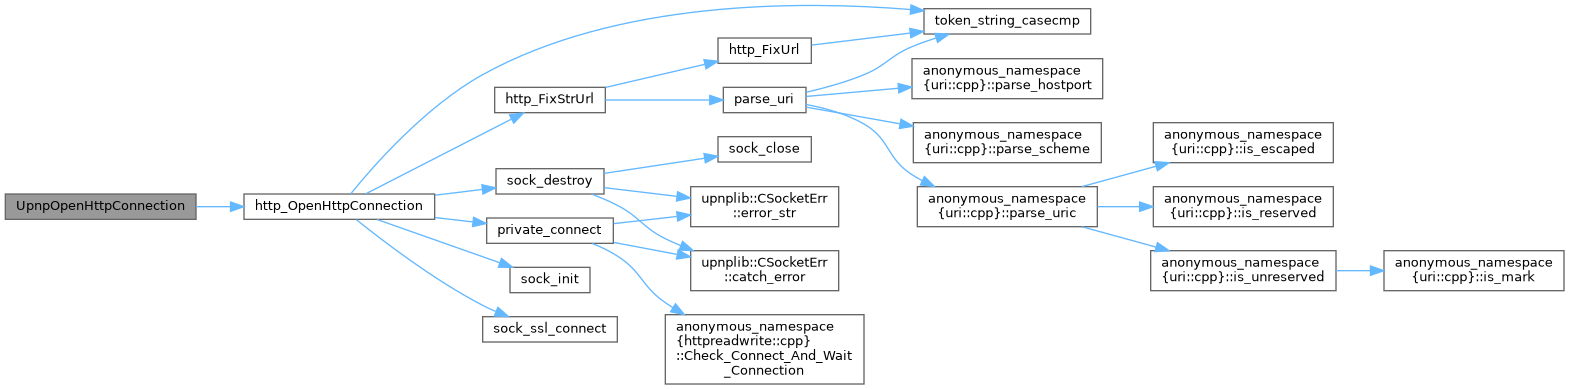 UpnpOpenHttpConnection
http_OpenHttpConnection
http_FixStrUrl
http_FixUrl
token_string_casecmp
parse_uri
anonymous_namespace
{uri::cpp}::parse_hostport
anonymous_namespace
{uri::cpp}::parse_scheme
anonymous_namespace
{uri::cpp}::parse_uric
anonymous_namespace
{uri::cpp}::is_escaped
anonymous_namespace
{uri::cpp}::is_reserved
anonymous_namespace
{uri::cpp}::is_unreserved
anonymous_namespace
{uri::cpp}::is_mark
sock_destroy
sock_close
upnplib::CSocketErr
::error_str
upnplib::CSocketErr
::catch_error
private_connect
anonymous_namespace
{httpreadwrite::cpp}
::Check_Connect_And_Wait
_Connection
sock_init
sock_ssl_connect